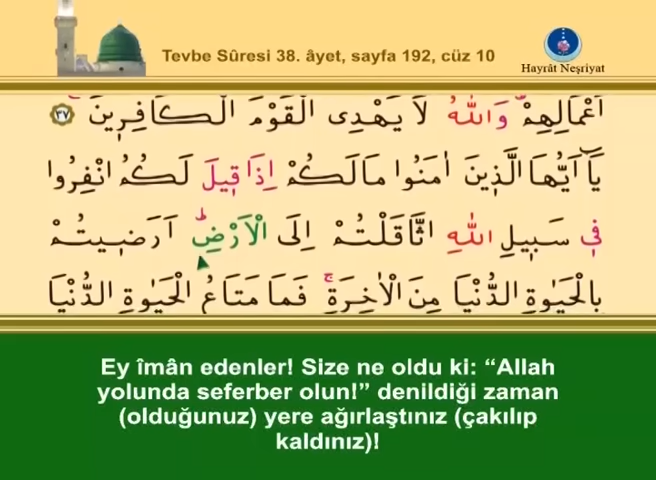 Tevbe Sûresi 38. âyet, sayfa 192, cüz 10
Hayrât Neşriyat
اَعْمَالِهِمْۜ وَاللّٰهُ لَا يَهْدِى الْقَوْمَ الْكَافِر۪ينَ ﴿٣٧﴾
يَٓا اَيُّهَا الَّذ۪ينَ اٰمَنُوا مَالَكُمْ اِذَا ق۪يلَ لَكُمُ انْفِرُوا
ف۪ى سَب۪يلِ اللّٰهِ اثَّاقَلْتُمْ اِلَى الْاَرْضِۜ اَرَض۪يتُمْ
بِالْحَيٰوةِ الدُّنْيَا مِنَ الْاٰخِرَةِۚ فَمَا مَتَاعُ الْحَيٰوةِ الدُّنْيَا
Ey îmân edenler! Size ne oldu ki: “Allah
yolunda seferber olun!” denildiği zaman
(olduğunuz) yere ağırlaştınız (çakılıp
kaldınız)!